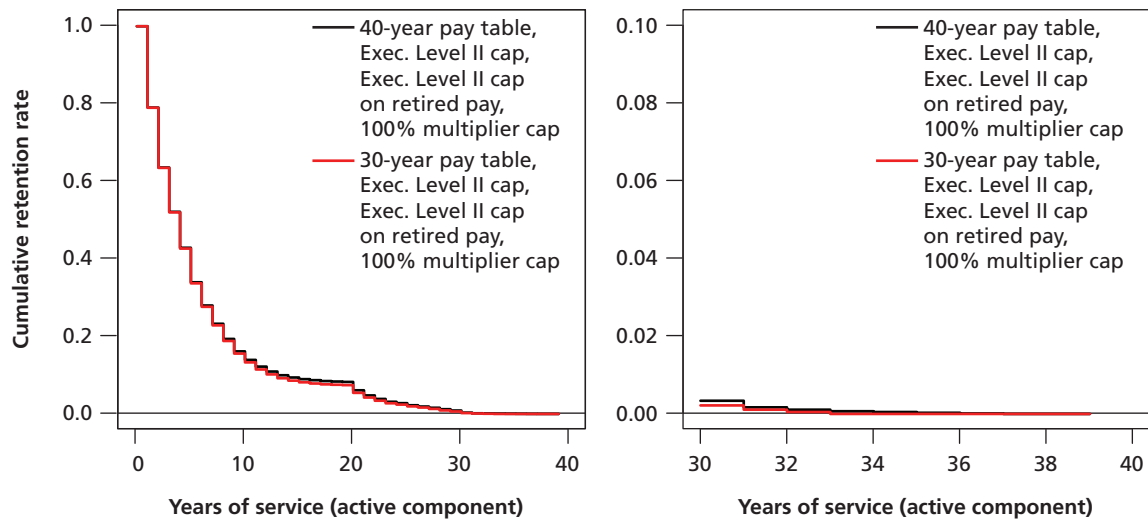 Cumulative retention rate
1.0
0.8
0.6
0.4
0.2
0.0
40-year pay table,
Exec. Level II cap,
Exec. Level II cap
on retired pay,
100% multiplier cap
30-year pay table,
Exec. Level II cap,
Exec. Level II cap
on retired pay,
100% multiplier cap
0 10 20 30 40
Years of service (active component)
0.10
0.08
0.06
0.04
0.02
0.00
40-year pay table,
Exec. Level II cap,
Exec. Level II cap
on retired pay,
100% multiplier cap
30-year pay table,
Exec. Level II cap,
Exec. Level II cap
on retired pay,
100% multiplier cap
30 32 34 36 38 40
Years of service (active component)